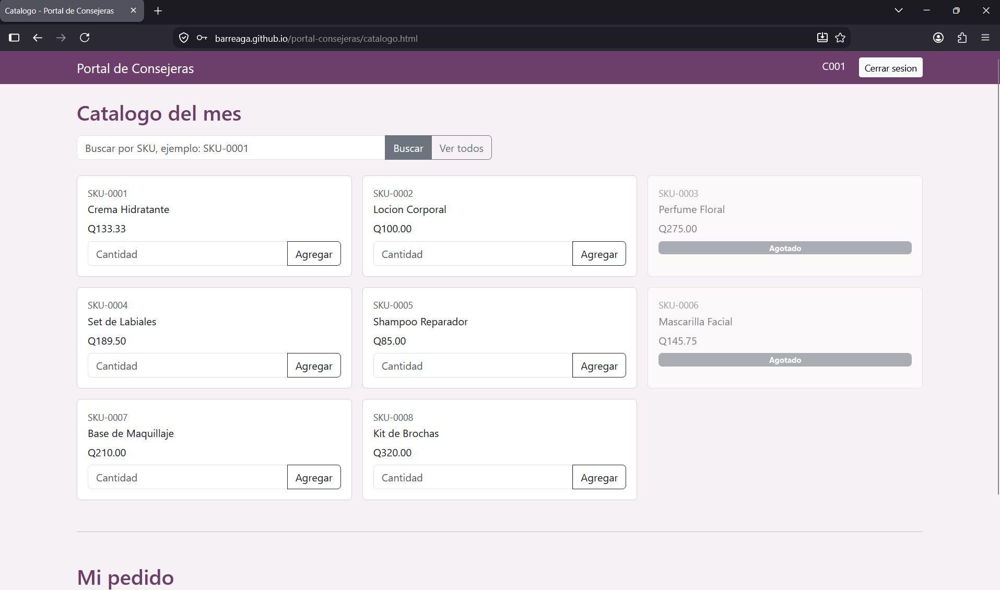 Catalogo - Portal de Consejeras
barreaga.github.io/portal-consejeras/catalogo.html
Portal de Consejeras
C001
Cerrar sesion
Catalogo del mes
Buscar por SKU, ejemplo: SKU-0001
Buscar
Ver todos
SKU-0001
Crema Hidratante
Q133.33
Cantidad
Agregar
SKU-0002
Locion Corporal
Q100.00
Cantidad
Agregar
SKU-0003
Perfume Floral
Q275.00
Agotado
SKU-0004
Set de Labiales
Q189.50
Cantidad
Agregar
SKU-0005
Shampoo Reparador
Q85.00
Cantidad
Agregar
SKU-0006
Mascarilla Facial
Q145.75
Agotado
SKU-0007
Base de Maquillaje
Q210.00
Cantidad
Agregar
SKU-0008
Kit de Brochas
Q320.00
Cantidad
Agregar
Mi pedido